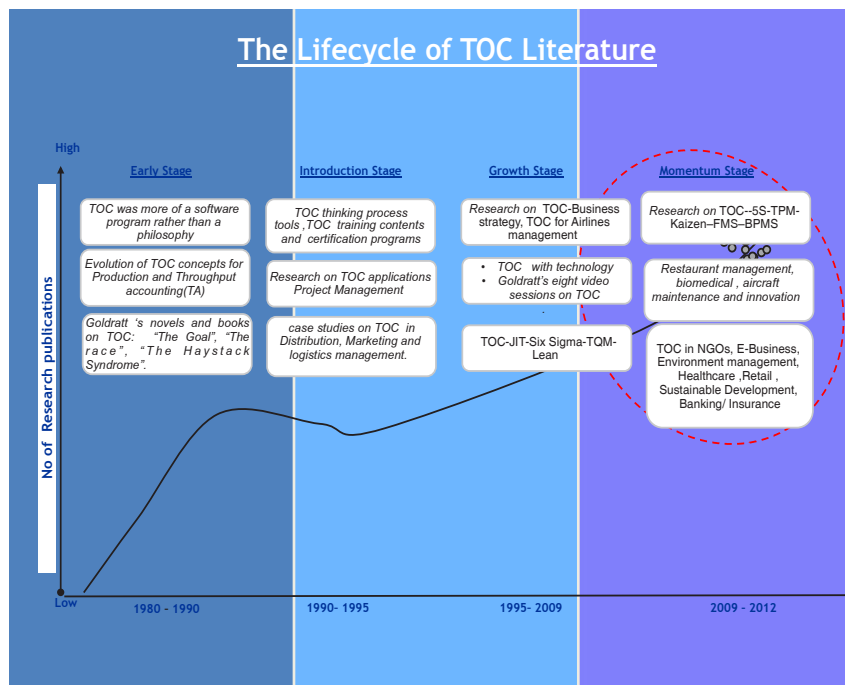 The Lifecycle of TOC Literature
High
No of Research publications
Low
Early Stage
TOC was more of a software
program rather than a
philosophy
Evolution of TOC concepts for
Production and Throughput
accounting(TA)
Goldratt ‘s novels and books
on TOC: “The Goal”, “The
race”, “The Haystack
Syndrome”.
1980 - 1990
Introduction Stage
TOC thinking process
tools ,TOC training contents
and certification programs
Research on TOC applications
Project Management
case studies on TOC in
Distribution, Marketing and
logistics management.
1990- 1995
Growth Stage
Research on TOC-Business
strategy, TOC for Airlines
management
• TOC with technology
• Goldratt’s eight video
sessions on TOC
.
TOC-JIT-Six Sigma-TQM-
Lean
1995- 2009
Momentum Stage
Research on TOC--5S-TPM-
Kaizen–FMS–BPMS
Restaurant management,
biomedical , aircraft
maintenance and innovation
TOC in NGOs, E-Business,
Environment management,
Healthcare ,Retail ,
Sustainable Development,
Banking/ Insurance
2009 - 2012